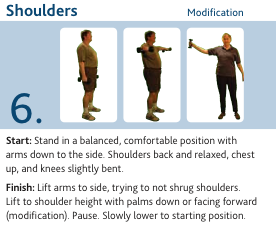 Shoulders
Modification
6.
Start: Stand in a balanced, comfortable position with
arms down to the side. Shoulders back and relaxed, chest
up, and knees slightly bent.
Finish: Lift arms to side, trying to not shrug shoulders.
Lift to shoulder height with palms down or facing forward
(modification). Pause. Slowly lower to starting position.